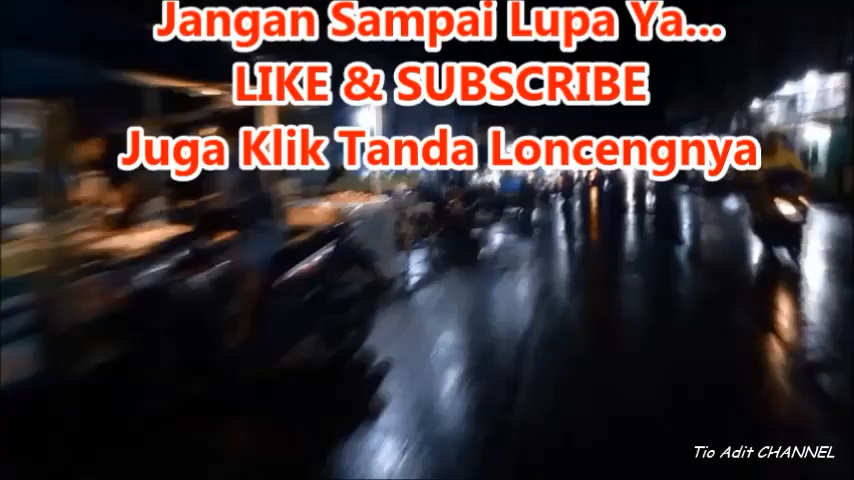 Jangan Sampai Lupa Ya...
LIKE & SUBSCRIBE
Juga Klik Tanda Loncengnya
Tio Adit CHANNEL